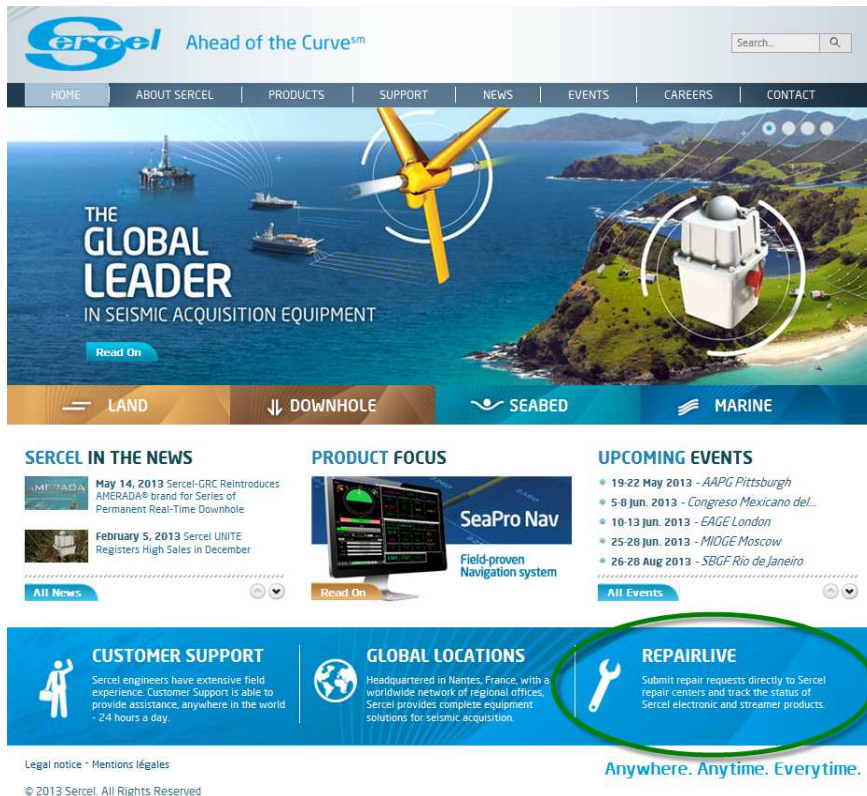 Sercel Ahead of the Curve℠
Search...
HOME ABOUT SERCEL PRODUCTS SUPPORT NEWS EVENTS CAREERS CONTACT
THE
GLOBAL
LEADER
IN SEISMIC ACQUISITION EQUIPMENT
Read On
LAND DOWNHOLE SEABED MARINE
SERCEL IN THE NEWS
May 14, 2013 Sercel-GRC Reintroduces
AMERADA® brand for Series of
Permanent Real-Time Downhole
AMERADA
February 5, 2013 Sercel UNITE
Registers High Sales in December
All News
PRODUCT FOCUS
SeaPro Nav
Field-proven
Navigation system
Read On
UPCOMING EVENTS
19-22 May 2013 - AAPG Pittsburgh
5-8 Jun. 2013 - Congreso Mexicano del...
10-13 Jun. 2013 - EAGE London
25-28 Jun. 2013 - MIOGE Moscow
26-28 Aug 2013 - SBGF Rio de Janeiro
All Events
CUSTOMER SUPPORT
Sercel engineers have extensive field
experience. Customer Support is able to
provide assistance, anywhere in the world
- 24 hours a day.
GLOBAL LOCATIONS
Headquartered in Nantes, France, with a
worldwide network of regional offices,
Sercel provides complete equipment
solutions for seismic acquisition.
REPAIRLIVE
Submit repair requests directly to Sercel
repair centers and track the status of
Sercel electronic and streamer products.
Legal notice - Mentions légales
Anywhere. Anytime. Everytime.
© 2013 Sercel. All Rights Reserved